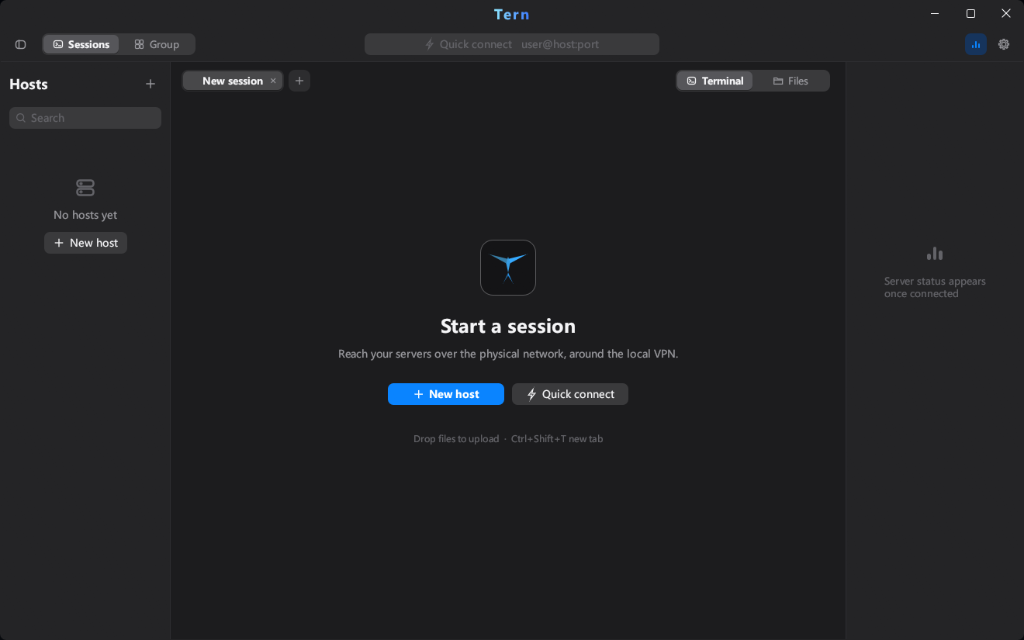 Tern
Sessions
Group
Quick connect user@host:port
Hosts
Search
No hosts yet
New host
New session
Terminal
Files
Start a session
Reach your servers over the physical network, around the local VPN.
New host
Quick connect
Drop files to upload · Ctrl+Shift+T new tab
Server status appears
once connected